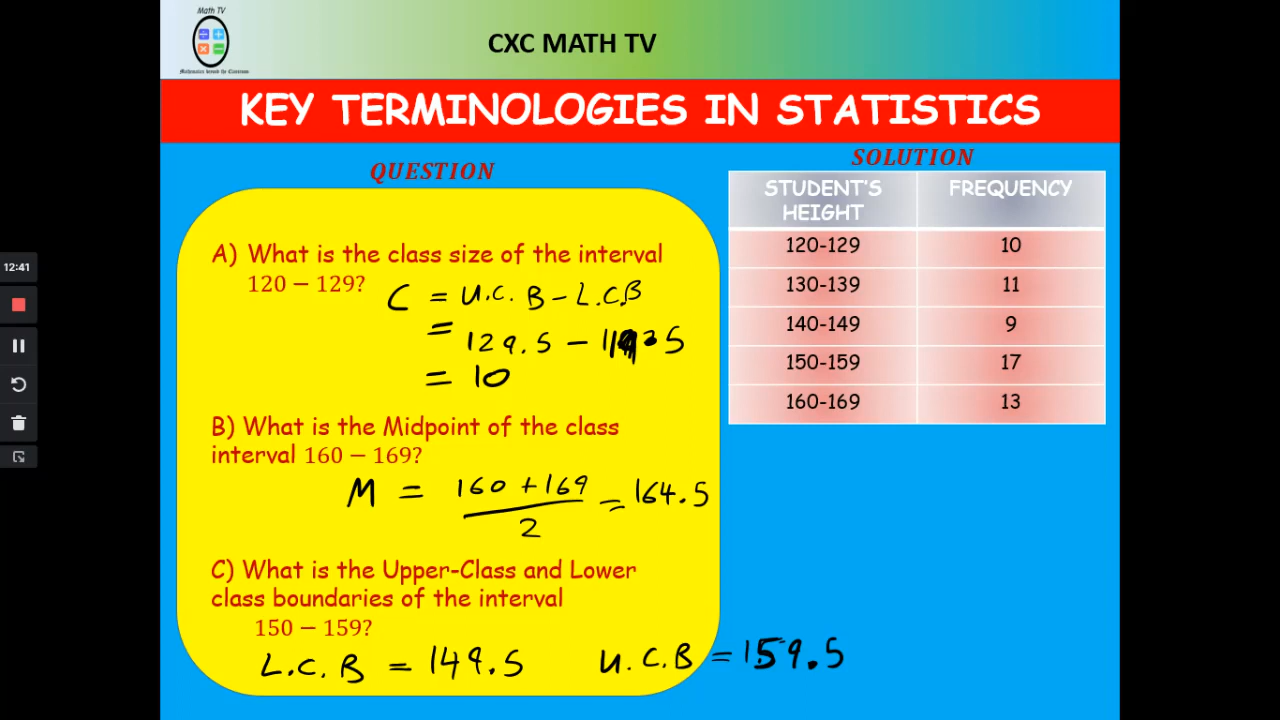 Math TV
Mathematics beyond the Classroom
CXC MATH TV
KEY TERMINOLOGIES IN STATISTICS
QUESTION
A) What is the class size of the interval
120 − 129?
C = U.C.B − L.C.B
= 129.5 − 119.5
= 10
B) What is the Midpoint of the class
interval 160 − 169?
M = 160 + 169 / 2 = 164.5
C) What is the Upper-Class and Lower
class boundaries of the interval
150 − 159?
L.C.B = 149.5 U.C.B = 159.5
SOLUTION
STUDENT'S HEIGHT FREQUENCY
120-129 10
130-139 11
140-149 9
150-159 17
160-169 13
12:41